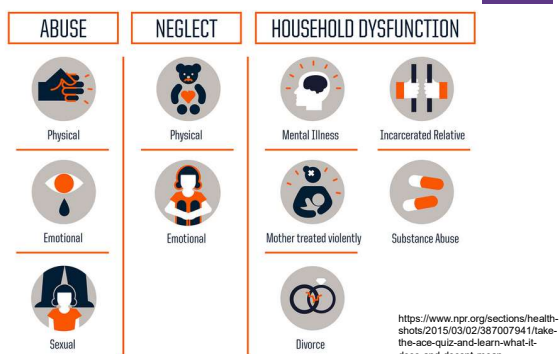 ABUSE
NEGLECT
HOUSEHOLD DYSFUNCTION
Physical
Physical
Mental Illness
Incarcerated Relative
Emotional
Emotional
Mother treated violently
Substance Abuse
Sexual
Divorce
https://www.npr.org/sections/health-
shots/2015/03/02/387007941/take-
the-ace-quiz-and-learn-what-it-